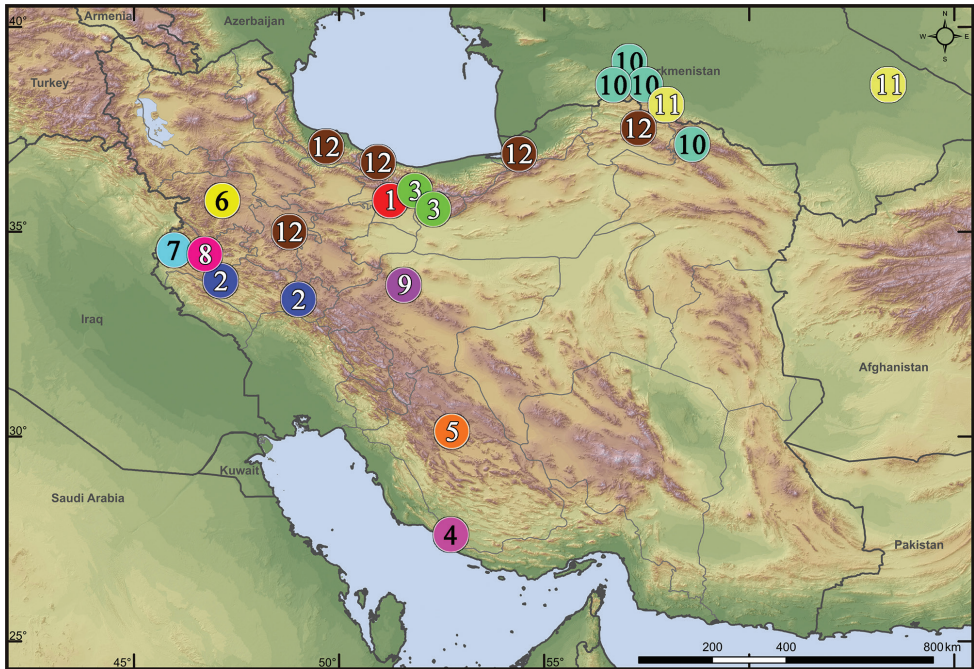 40°
Armenia
Azerbaijan
N
W E
S
Turkey
10
rkmenistan
10 10
11
11
12
12
12
12
10
6
1
3
3
35°
12
7
8
2
2
9
Iraq
Afghanistan
5
30°
Kuwait
Saudi Arabia
4
Pakistan
25°
45°
50°
55°
200
400
800 km